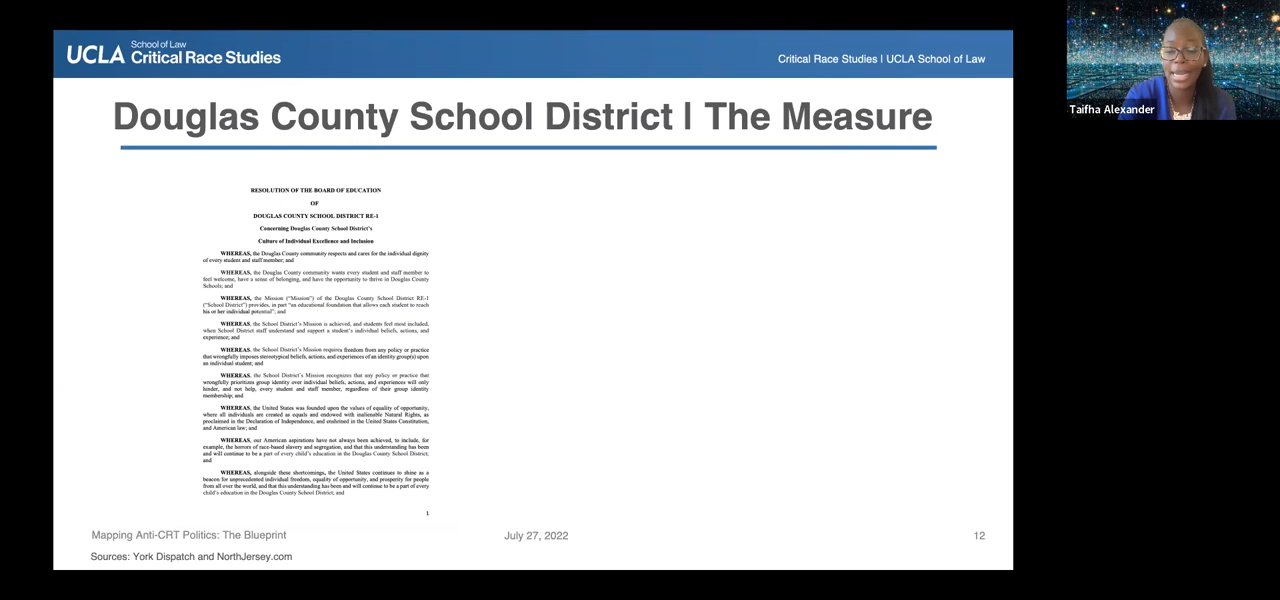 UCLA School of Law
Critical Race Studies
Critical Race Studies | UCLA School of Law
Taifha Alexander
Douglas County School District | The Measure
RESOLUTION OF THE BOARD OF EDUCATION
OF
DOUGLAS COUNTY SCHOOL DISTRICT RE-1
Concerning Douglas County School District's
Culture of Individual Excellence and Inclusion
WHEREAS, the Douglas County community respects and cares for the individual dignity
of every student and staff member; and
WHEREAS, the Douglas County community wants every student and staff member to
feel welcome, have a sense of belonging, and have the opportunity to thrive in Douglas County
Schools; and
WHEREAS, the Mission ("Mission") of the Douglas County School District RE-1
("School District") provides, in part "an educational foundation that allows each student to reach
his or her individual potential"; and
WHEREAS, the School District's Mission is achieved, and students feel most included,
when School District staff understand and support a student's individual beliefs, actions, and
experience; and
WHEREAS, the School District's Mission requires freedom from any policy or practice
that wrongfully imposes stereotypical beliefs, actions, and experiences of an identity group(s) upon
an individual student; and
WHEREAS, the School District's Mission recognizes that any policy or practice that
wrongfully prioritizes group identity over individual beliefs, actions, and experiences will only
hinder, and not help, every student and staff member, regardless of their group identity
membership; and
WHEREAS, the United States was founded upon the values of equality of opportunity,
where all individuals are created as equals and endowed with inalienable Natural Rights, as
proclaimed in the Declaration of Independence, and enshrined in the United States Constitution,
and American law; and
WHEREAS, our American aspirations have not always been achieved, to include, for
example, the horrors of race-based slavery and segregation, and that this understanding has been
and will continue to be a part of every child's education in the Douglas County School District;
and
WHEREAS, alongside these shortcomings, the United States continues to shine as a
beacon for unprecedented individual freedom, equality of opportunity, and prosperity for people
from all over the world, and that this understanding has been and will continue to be a part of every
child's education in the Douglas County School District; and
1
Mapping Anti-CRT Politics: The Blueprint
July 27, 2022
12
Sources: York Dispatch and NorthJersey.com